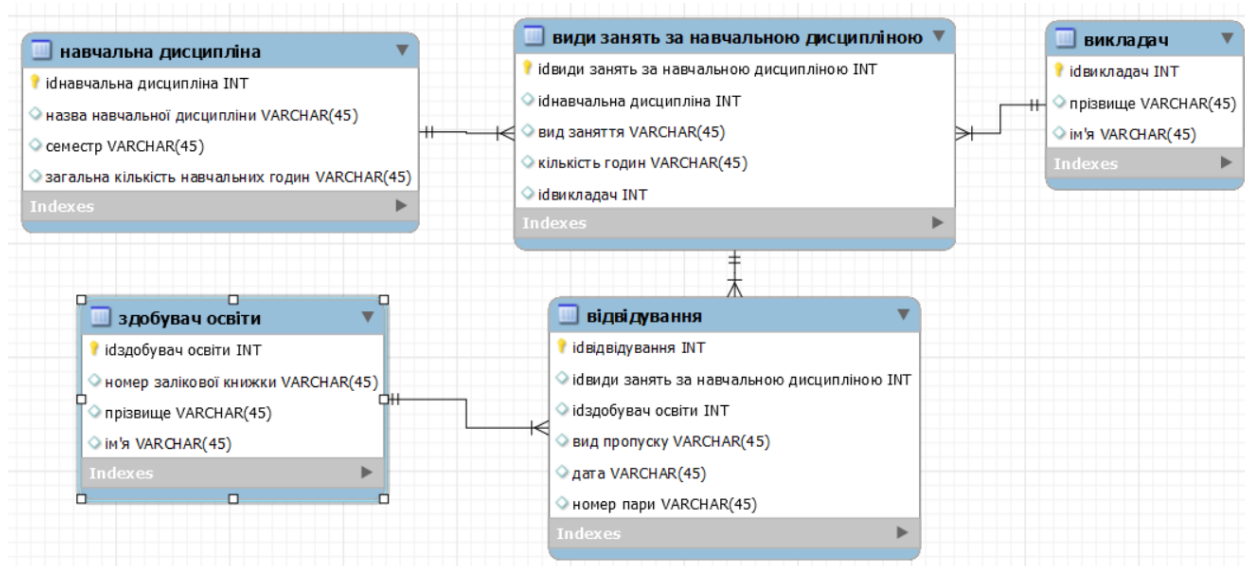 навчальна дисципліна
idнавчальна дисципліна INT
назва навчальної дисципліни VARCHAR(45)
семестр VARCHAR(45)
загальна кількість навчальних годин VARCHAR(45)
Indexes
види занять за навчальною дисципліною
idвиди занять за навчальною дисципліною INT
idнавчальна дисципліна INT
вид заняття VARCHAR(45)
кількість годин VARCHAR(45)
idвикладач INT
Indexes
викладач
idвикладач INT
прізвище VARCHAR(45)
ім'я VARCHAR(45)
Indexes
здобувач освіти
idздобувач освіти INT
номер залікової книжки VARCHAR(45)
прізвище VARCHAR(45)
ім'я VARCHAR(45)
Indexes
відвідування
idвідвідування INT
idвиди занять за навчальною дисципліною INT
idздобувач освіти INT
вид пропуску VARCHAR(45)
дата VARCHAR(45)
номер пари VARCHAR(45)
Indexes